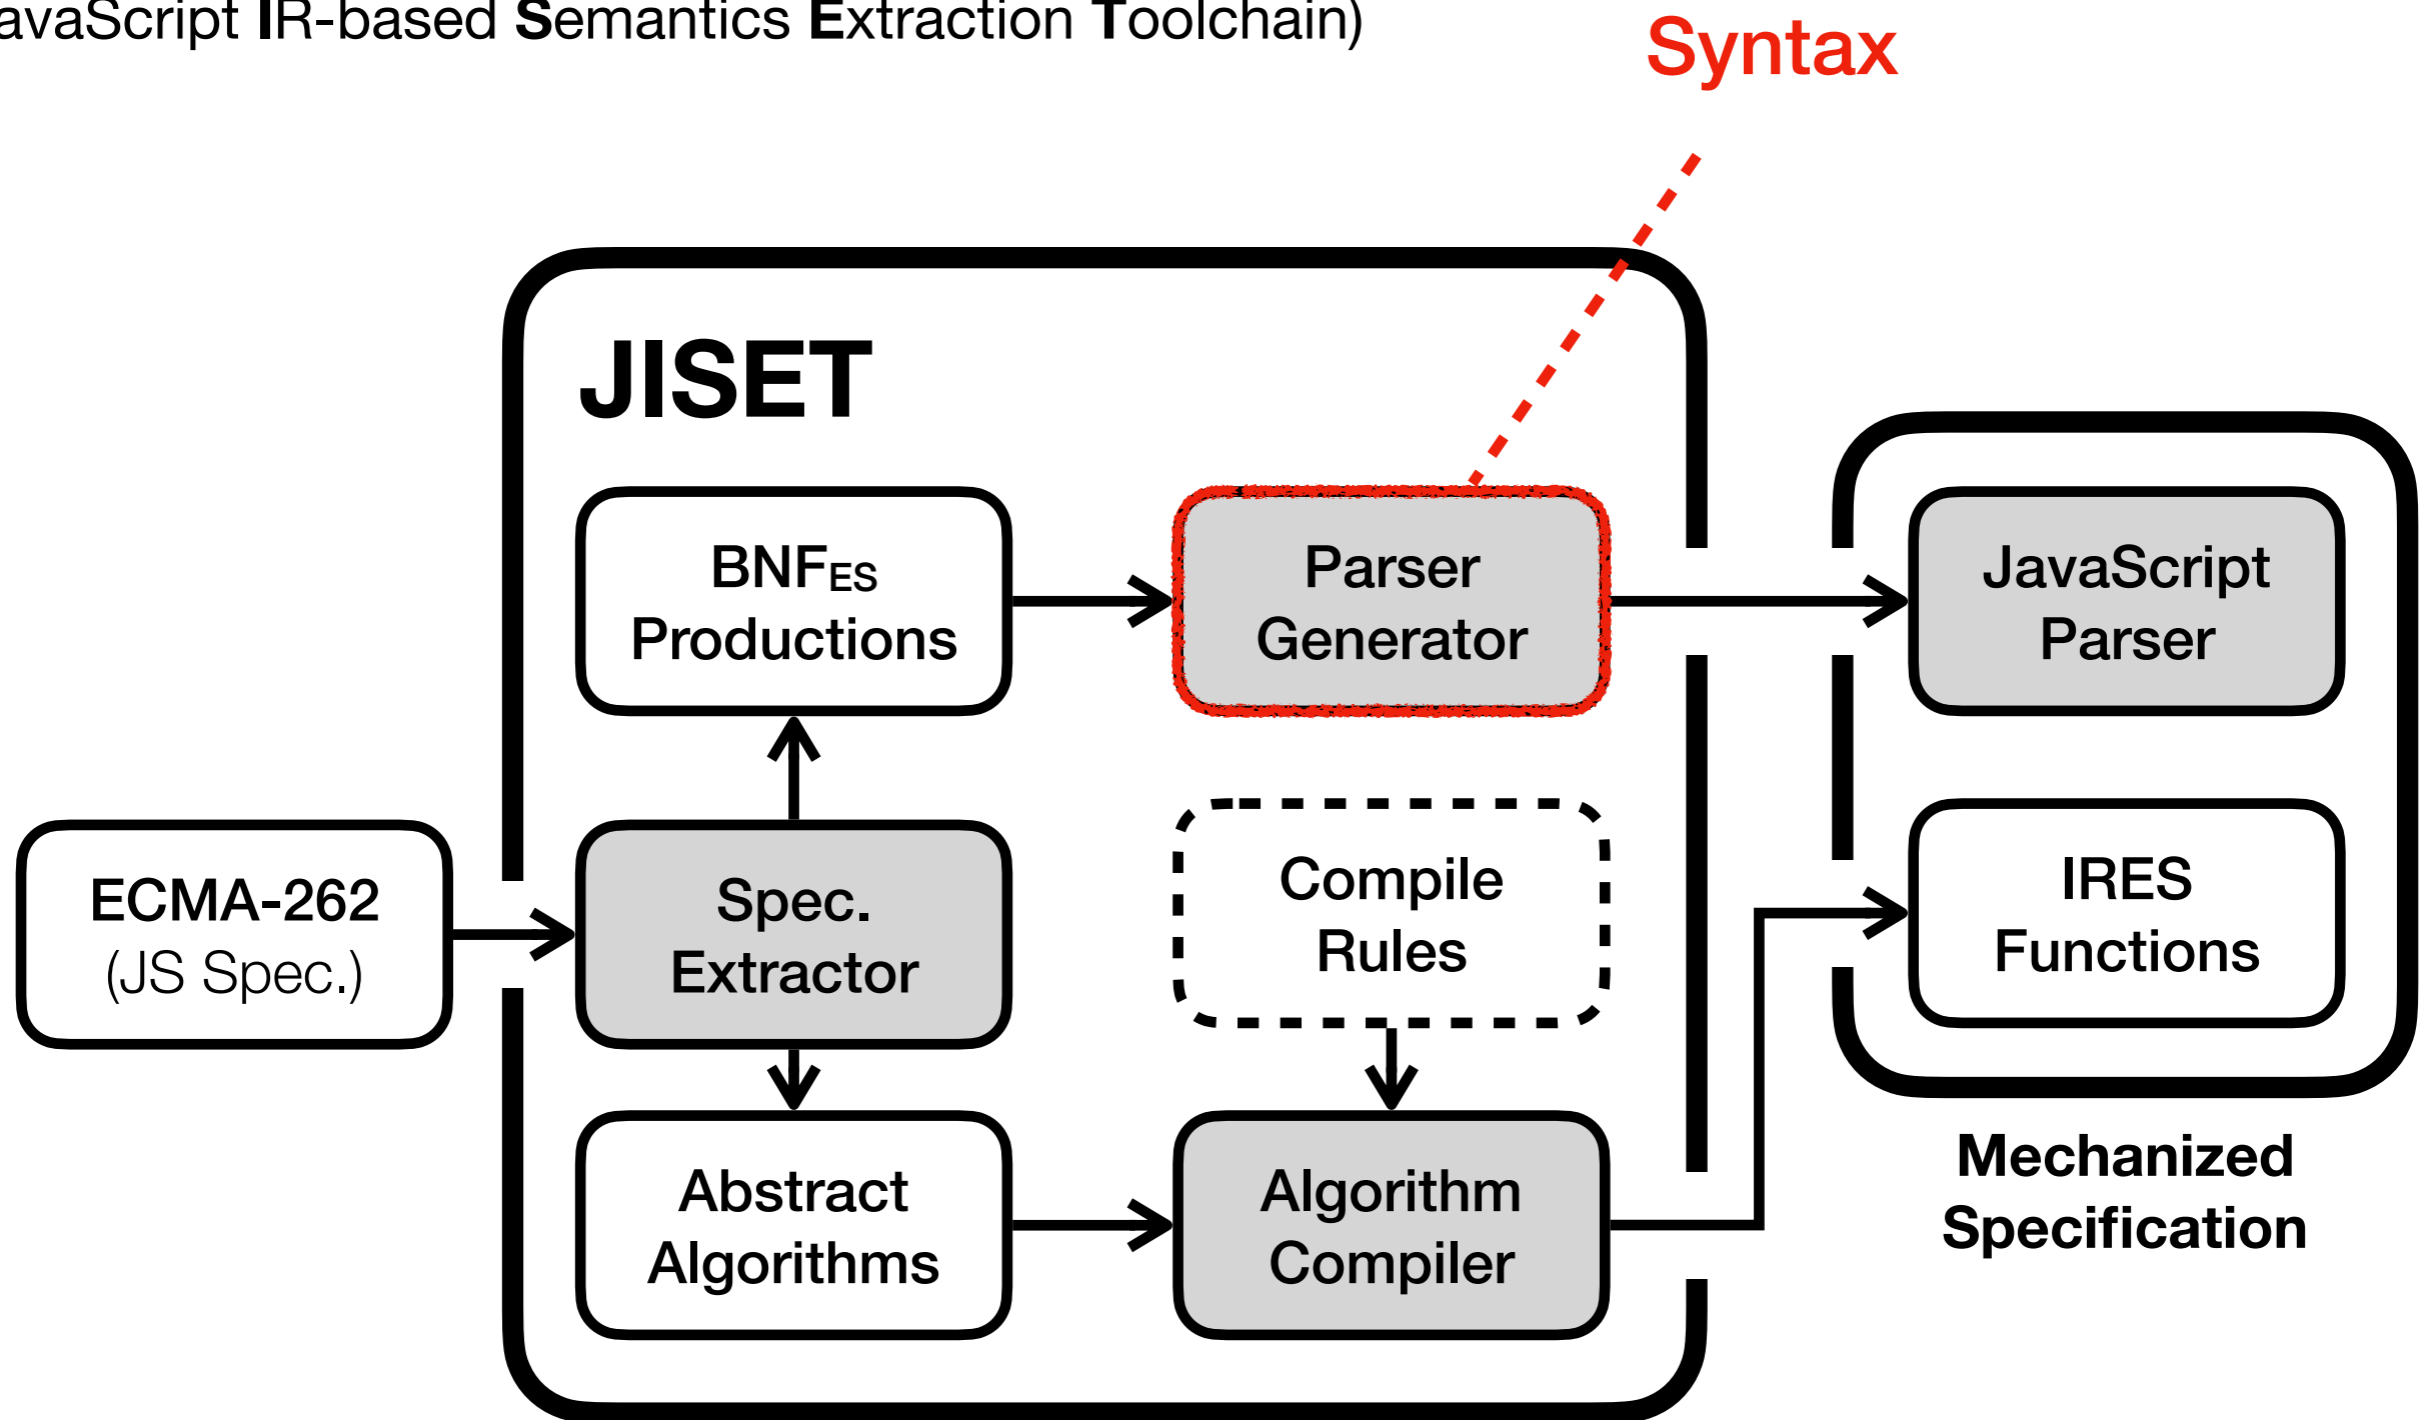 avaScript IR-based Semantics Extraction Toolchain)
Syntax
JISET
BNFES
Productions
Parser
Generator
JavaScript
Parser
ECMA-262
(JS Spec.)
Spec.
Extractor
Compile
Rules
IRES
Functions
Abstract
Algorithms
Algorithm
Compiler
Mechanized
Specification